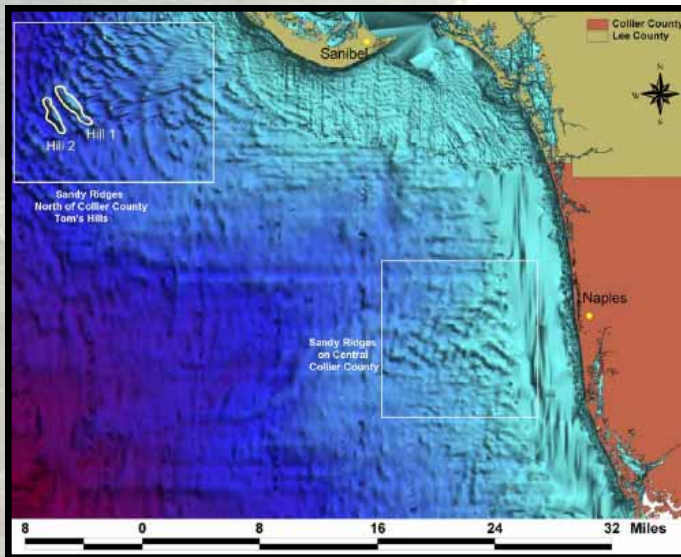 Collier County
Lee County
Sanibel
N
W E
S
Hill 1
Hill 2
Sandy Ridges
North of Collier County
Tom's Hills
Naples
Sandy Ridges
on Central
Collier County
8 0 8 16 24 32 Miles